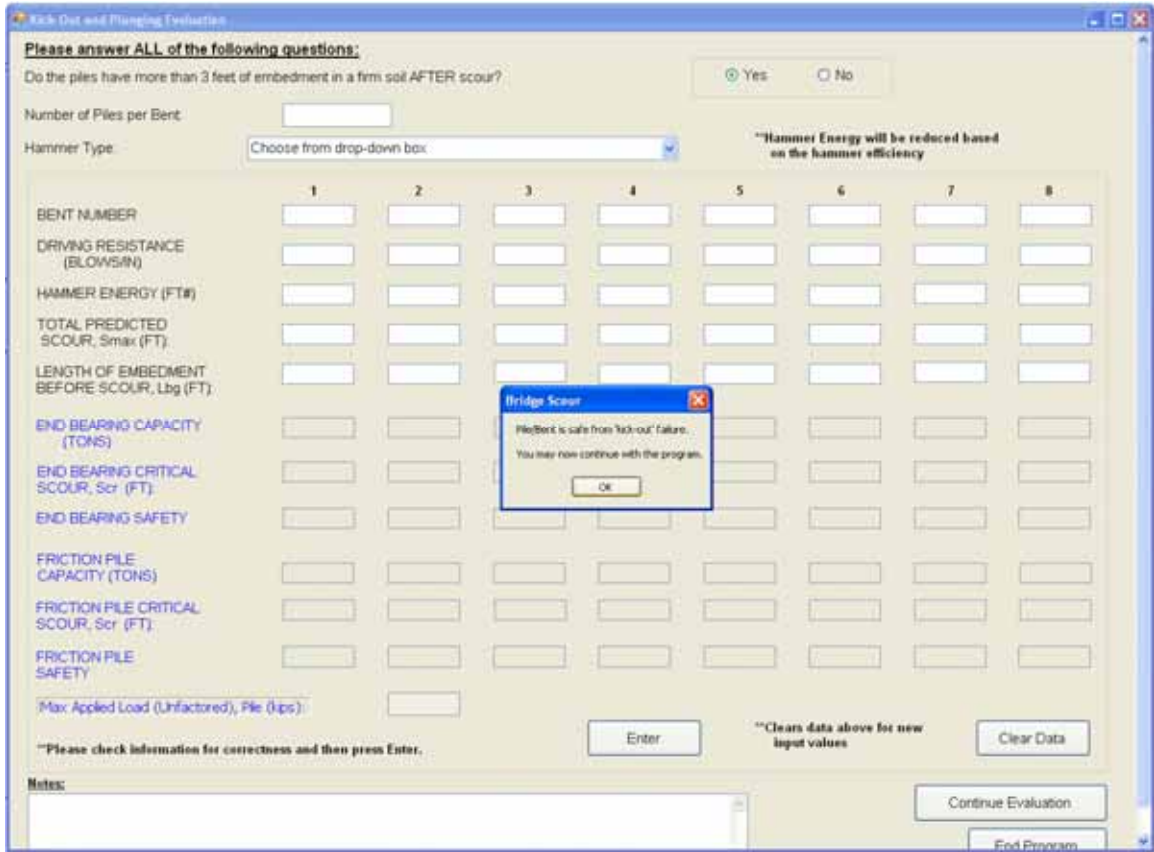 Kick-Out and Plunging Evaluation
Please answer ALL of the following questions:
Do the piles have more than 3 feet of embedment in a firm soil AFTER scour?
Yes
No
Number of Piles per Bent:
Hammer Type:
Choose from drop-down box
**Hammer Energy will be reduced based
on the hammer efficiency
1 2 3 4 5 6 7 8
BENT NUMBER
DRIVING RESISTANCE
(BLOWS/IN)
HAMMER ENERGY (FT#)
TOTAL PREDICTED
SCOUR, Smax (FT):
LENGTH OF EMBEDMENT
BEFORE SCOUR, Lbg (FT):
Bridge Scour
Pile/Bent is safe from 'kick-out' failure.
You may now continue with the program.
OK
END BEARING CAPACITY
(TONS)
END BEARING CRITICAL
SCOUR, Scr (FT):
END BEARING SAFETY
FRICTION PILE
CAPACITY (TONS)
FRICTION PILE CRITICAL
SCOUR, Scr (FT):
FRICTION PILE
SAFETY
Max Applied Load (Unfactored), Pile (kips):
**Please check information for correctness and then press Enter.
Enter
**Clears data above for new
input values
Clear Data
Notes:
Continue Evaluation
End Program